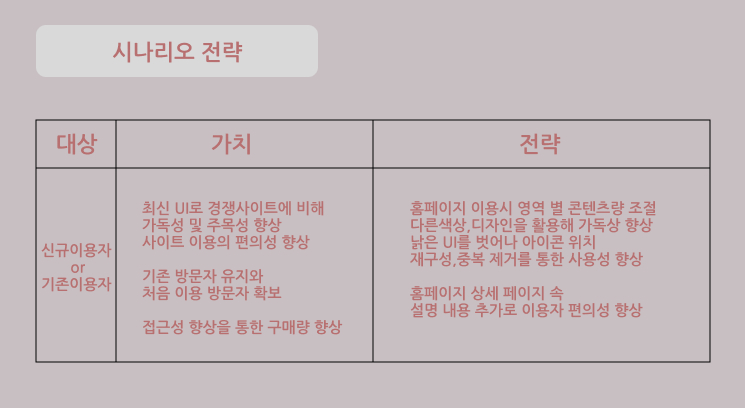 시나리오 전략
대상
가치
전략
신규이용자
or
기존이용자
최신 UI로 경쟁사이트에 비해
가독성 및 주목성 향상
사이트 이용의 편의성 향상
기존 방문자 유지와
처음 이용 방문자 확보
접근성 향상을 통한 구매량 향상
홈페이지 이용시 영역 별 콘텐츠량 조절
다른색상,디자인을 활용해 가독상 향상
낡은 UI를 벗어나 아이콘 위치
재구성,중복 제거를 통한 사용성 향상
홈페이지 상세 페이지 속
설명 내용 추가로 이용자 편의성 향상